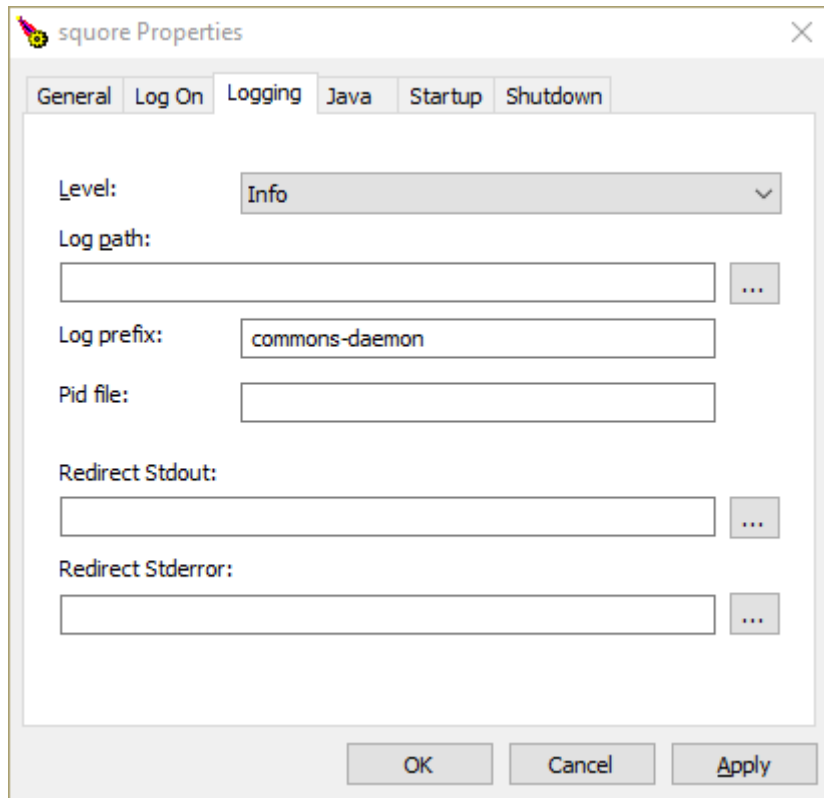 squore Properties
General Log On Logging Java Startup Shutdown
Level: Info
Log path:
...
Log prefix: commons-daemon
Pid file:
Redirect Stdout:
...
Redirect Stderror:
...
OK Cancel Apply